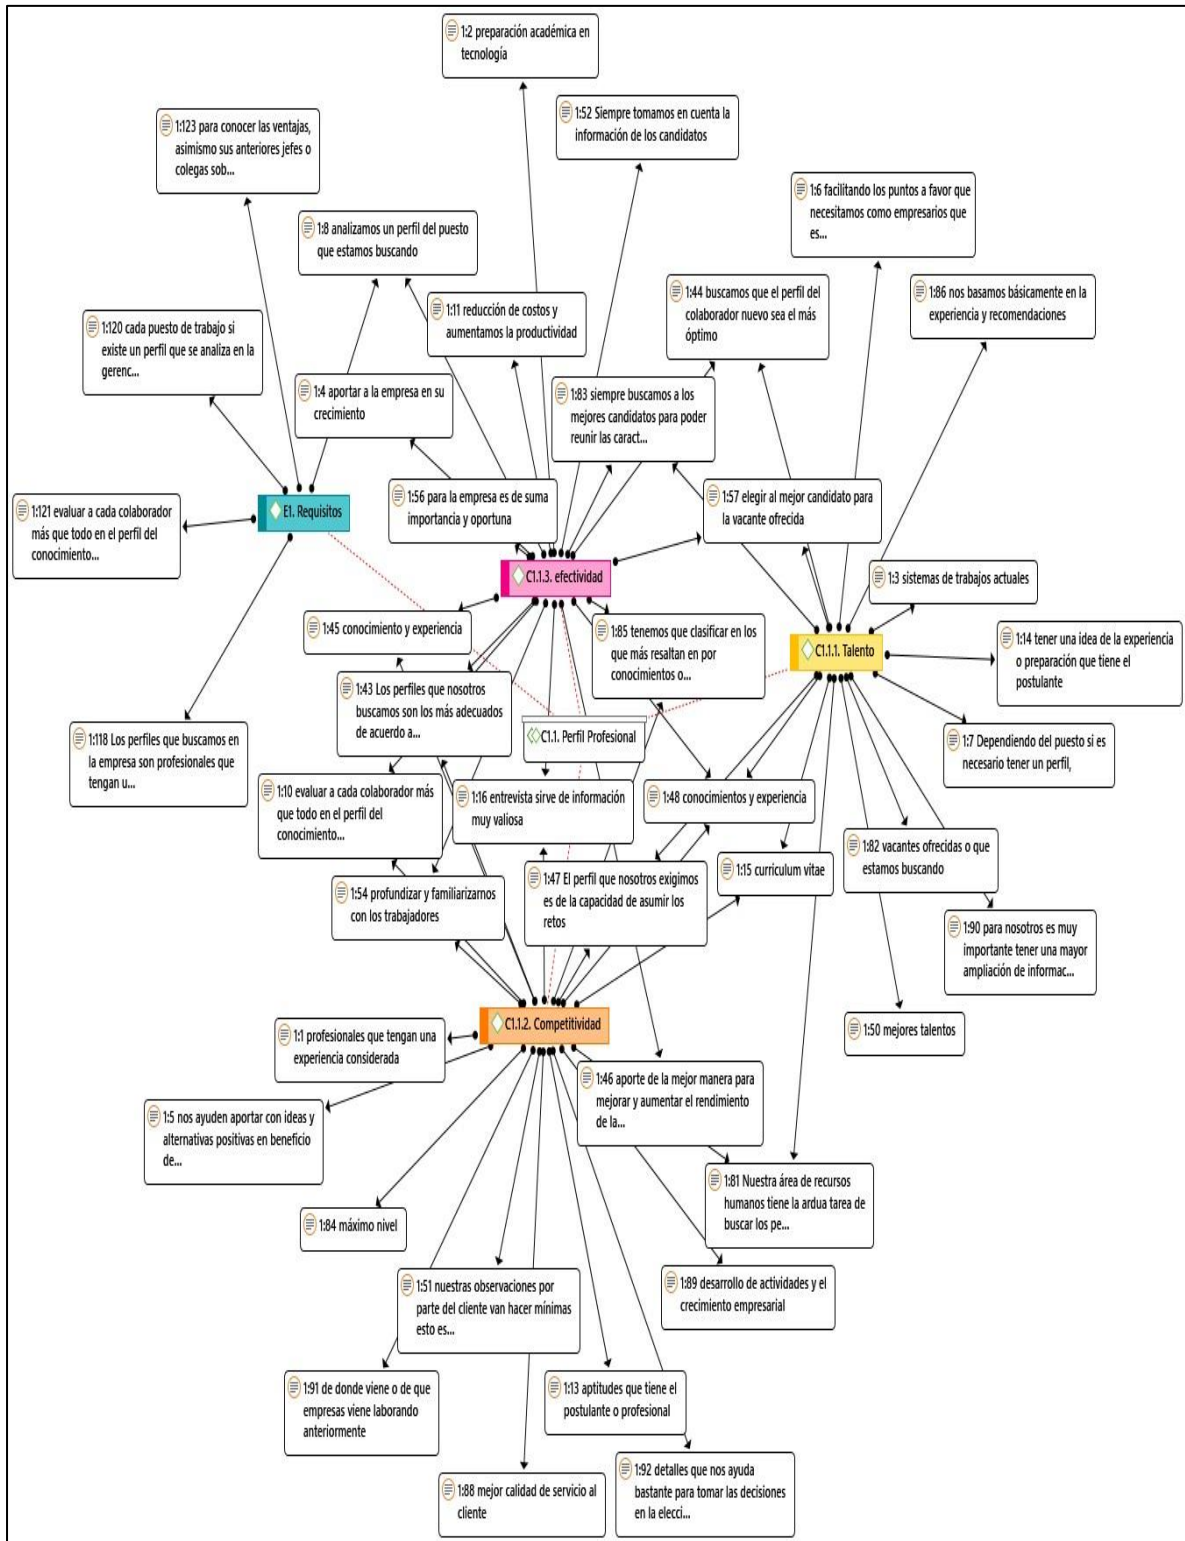 1:2 preparación académica en
tecnología
1:52 Siempre tomamos en cuenta la
información de los candidatos
1:123 para conocer las ventajas,
asimismo sus anteriores jefes o
colegas sob...
1:6 facilitando los puntos a favor que
necesitamos como empresarios que
es...
1:8 analizamos un perfil del puesto
que estamos buscando
1:44 buscamos que el perfil del
colaborador nuevo sea el más
óptimo
1:86 nos basamos básicamente en la
experiencia y recomendaciones
1:11 reducción de costos y
aumentamos la productividad
1:120 cada puesto de trabajo si
existe un perfil que se analiza en la
gerenc...
1:4 aportar a la empresa en su
crecimiento
1:83 siempre buscamos a los
mejores candidatos para poder
reunir las caract...
1:56 para la empresa es de suma
importancia y oportuna
1:57 elegir al mejor candidato para
la vacante ofrecida
1:121 evaluar a cada colaborador
más que todo en el perfil del
conocimiento...
E1. Requisitos
C1.1.3. efectividad
1:3 sistemas de trabajos actuales
1:45 conocimiento y experiencia
1:85 tenemos que clasificar en los
que más resaltan en por
conocimientos o...
C1.1.1. Talento
1:14 tener una idea de la experiencia
o preparación que tiene el
postulante
1:43 Los perfiles que nosotros
buscamos son los más adecuados
de acuerdo a...
C1.1. Perfil Profesional
1:118 Los perfiles que buscamos en
la empresa son profesionales que
tengan u...
1:7 Dependiendo del puesto si es
necesario tener un perfil,
1:10 evaluar a cada colaborador más
que todo en el perfil del
conocimiento...
1:16 entrevista sirve de información
muy valiosa
1:48 conocimientos y experiencia
1:82 vacantes ofrecidas o que
estamos buscando
1:15 curriculum vitae
1:54 profundizar y familiarizarnos
con los trabajadores
1:47 El perfil que nosotros exigimos
es de la capacidad de asumir los
retos
1:90 para nosotros es muy
importante tener una mayor
ampliación de informac...
C1.1.2. Competitividad
1:50 mejores talentos
1:1 profesionales que tengan una
experiencia considerada
1:46 aporte de la mejor manera para
mejorar y aumentar el rendimiento
de la...
1:5 nos ayuden aportar con ideas y
alternativas positivas en beneficio
de...
1:81 Nuestra área de recursos
humanos tiene la ardua tarea de
buscar los pe...
1:84 máximo nivel
1:51 nuestras observaciones por
parte del cliente van hacer mínimas
esto es...
1:89 desarrollo de actividades y el
crecimiento empresarial
1:91 de donde viene o de que
empresas viene laborando
anteriormente
1:13 aptitudes que tiene el
postulante o profesional
1:88 mejor calidad de servicio al
cliente
1:92 detalles que nos ayuda
bastante para tomar las decisiones
en la elecci...